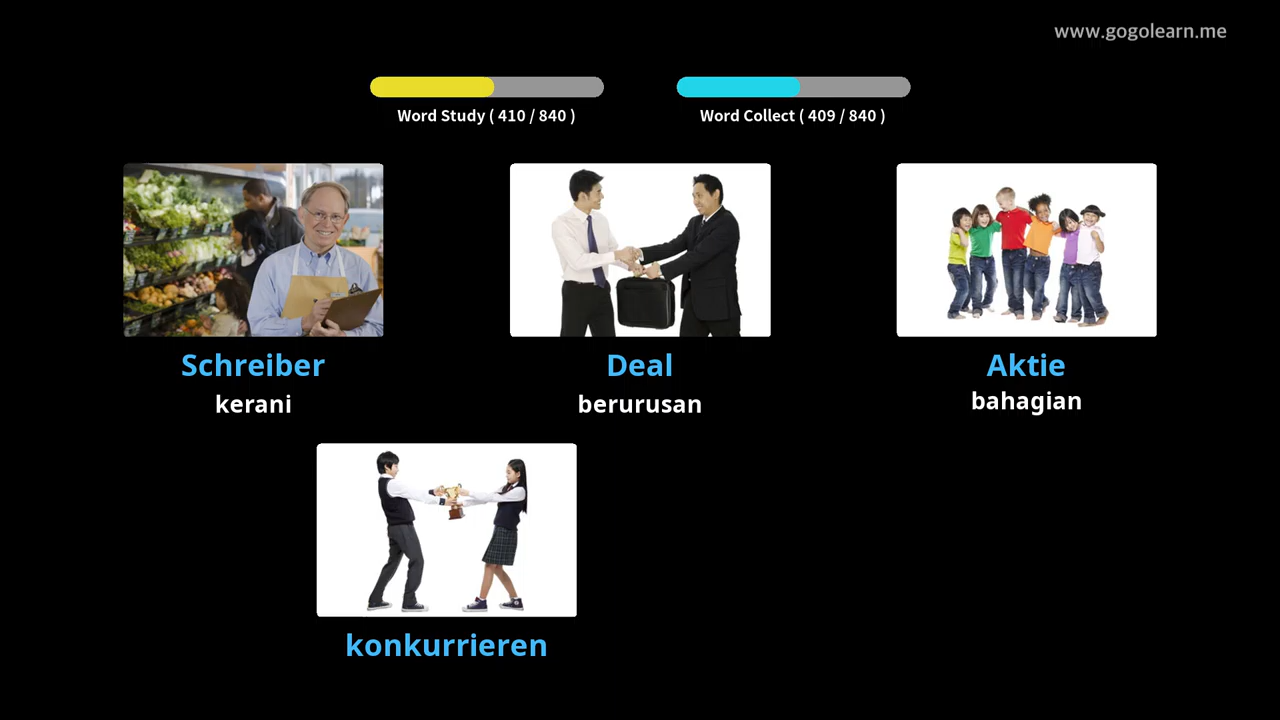 www.gogolearn.me
Word Study ( 410 / 840 )
Word Collect ( 409 / 840 )
Schreiber
kerani
Deal
berurusan
Aktie
bahagian
konkurrieren